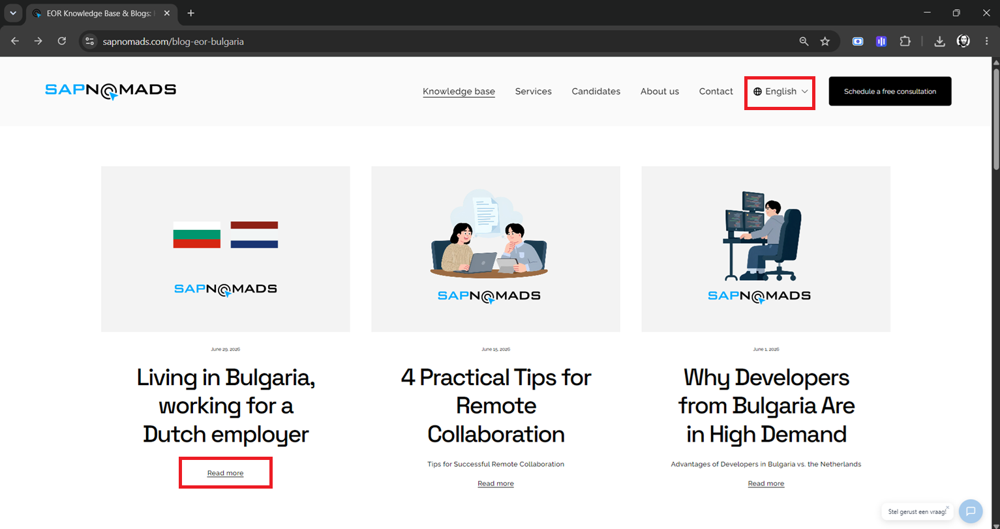 EOR Knowledge Base & Blogs:
sapnomads.com/blog-eor-bulgaria
SAPNOMADS
Knowledge base
Services
Candidates
About us
Contact
English
Schedule a free consultation
SAPNOMADS
SAPNOMADS
SAPNOMADS
June 29, 2026
Living in Bulgaria,
working for a
Dutch employer
Read more
June 15, 2026
4 Practical Tips for
Remote
Collaboration
Tips for Successful Remote Collaboration
Read more
June 1, 2026
Why Developers
from Bulgaria Are
in High Demand
Advantages of Developers in Bulgaria vs. the Netherlands
Read more
Stel gerust een vraag!